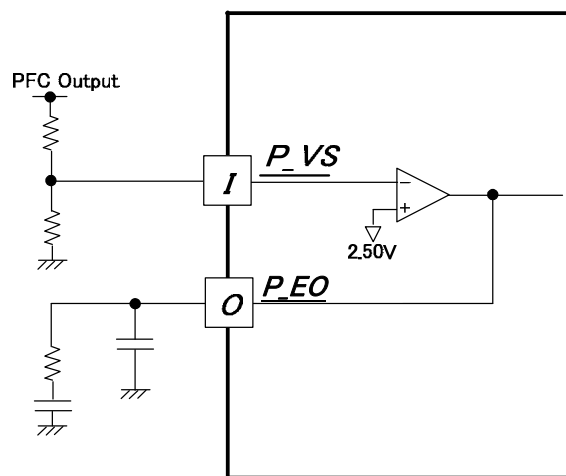 PFC Output
I
P_VS
−
+
2.50V
O
P_EO